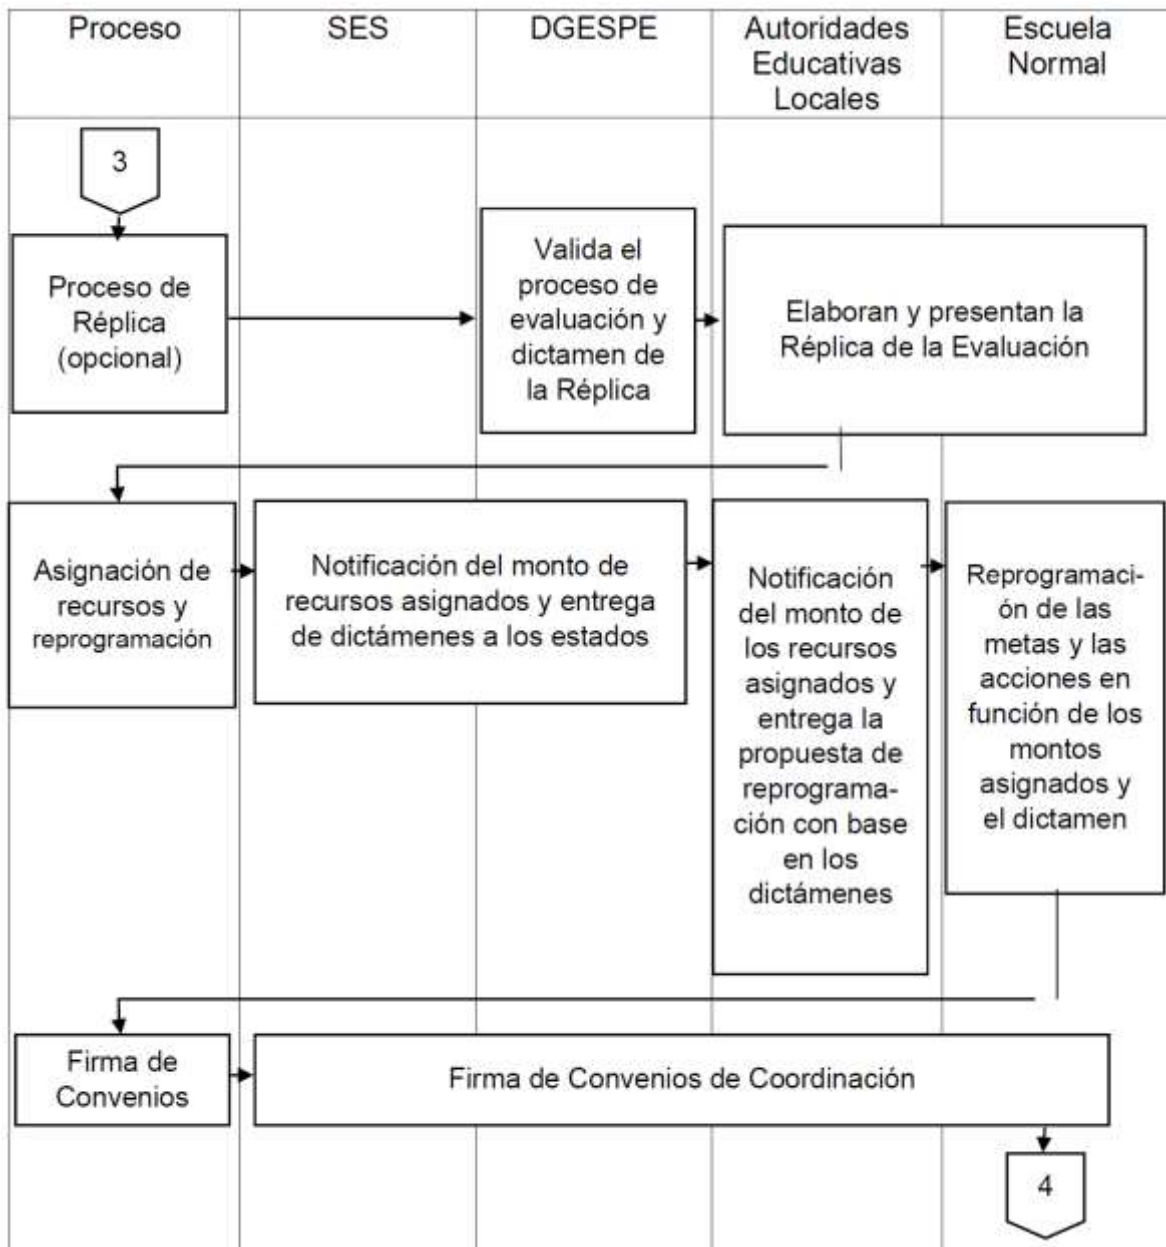 Proceso
SES
DGESPE
Autoridades
Educativas
Locales
Escuela
Normal
3
Proceso de
Réplica
(opcional)
Valida el
proceso de
evaluación y
dictamen de
la Réplica
Elaboran y presentan la
Réplica de la Evaluación
Asignación de
recursos y
reprogramación
Notificación del monto de
recursos asignados y entrega
de dictámenes a los estados
Notificación
del monto de
los recursos
asignados y
entrega la
propuesta de
reprograma-
ción con base
en los
dictámenes
Reprogramaci-
ón de las
metas y las
acciones en
función de los
montos
asignados y
el dictamen
Firma de
Convenios
Firma de Convenios de Coordinación
4